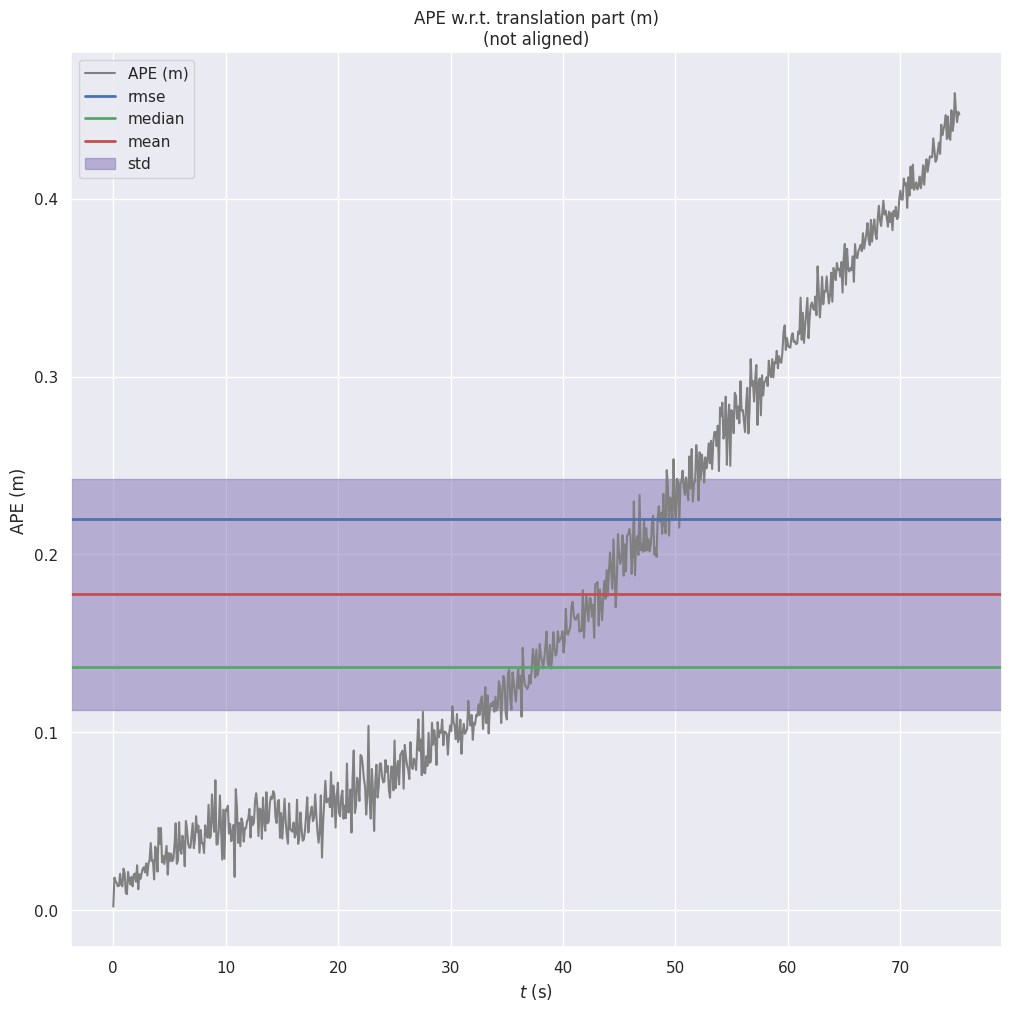 APE w.r.t. translation part (m)
(not aligned)
APE (m)
rmse
median
mean
std
APE (m)
0.4
0.3
0.2
0.1
0.0
0 10 20 30 40 50 60 70
t (s)